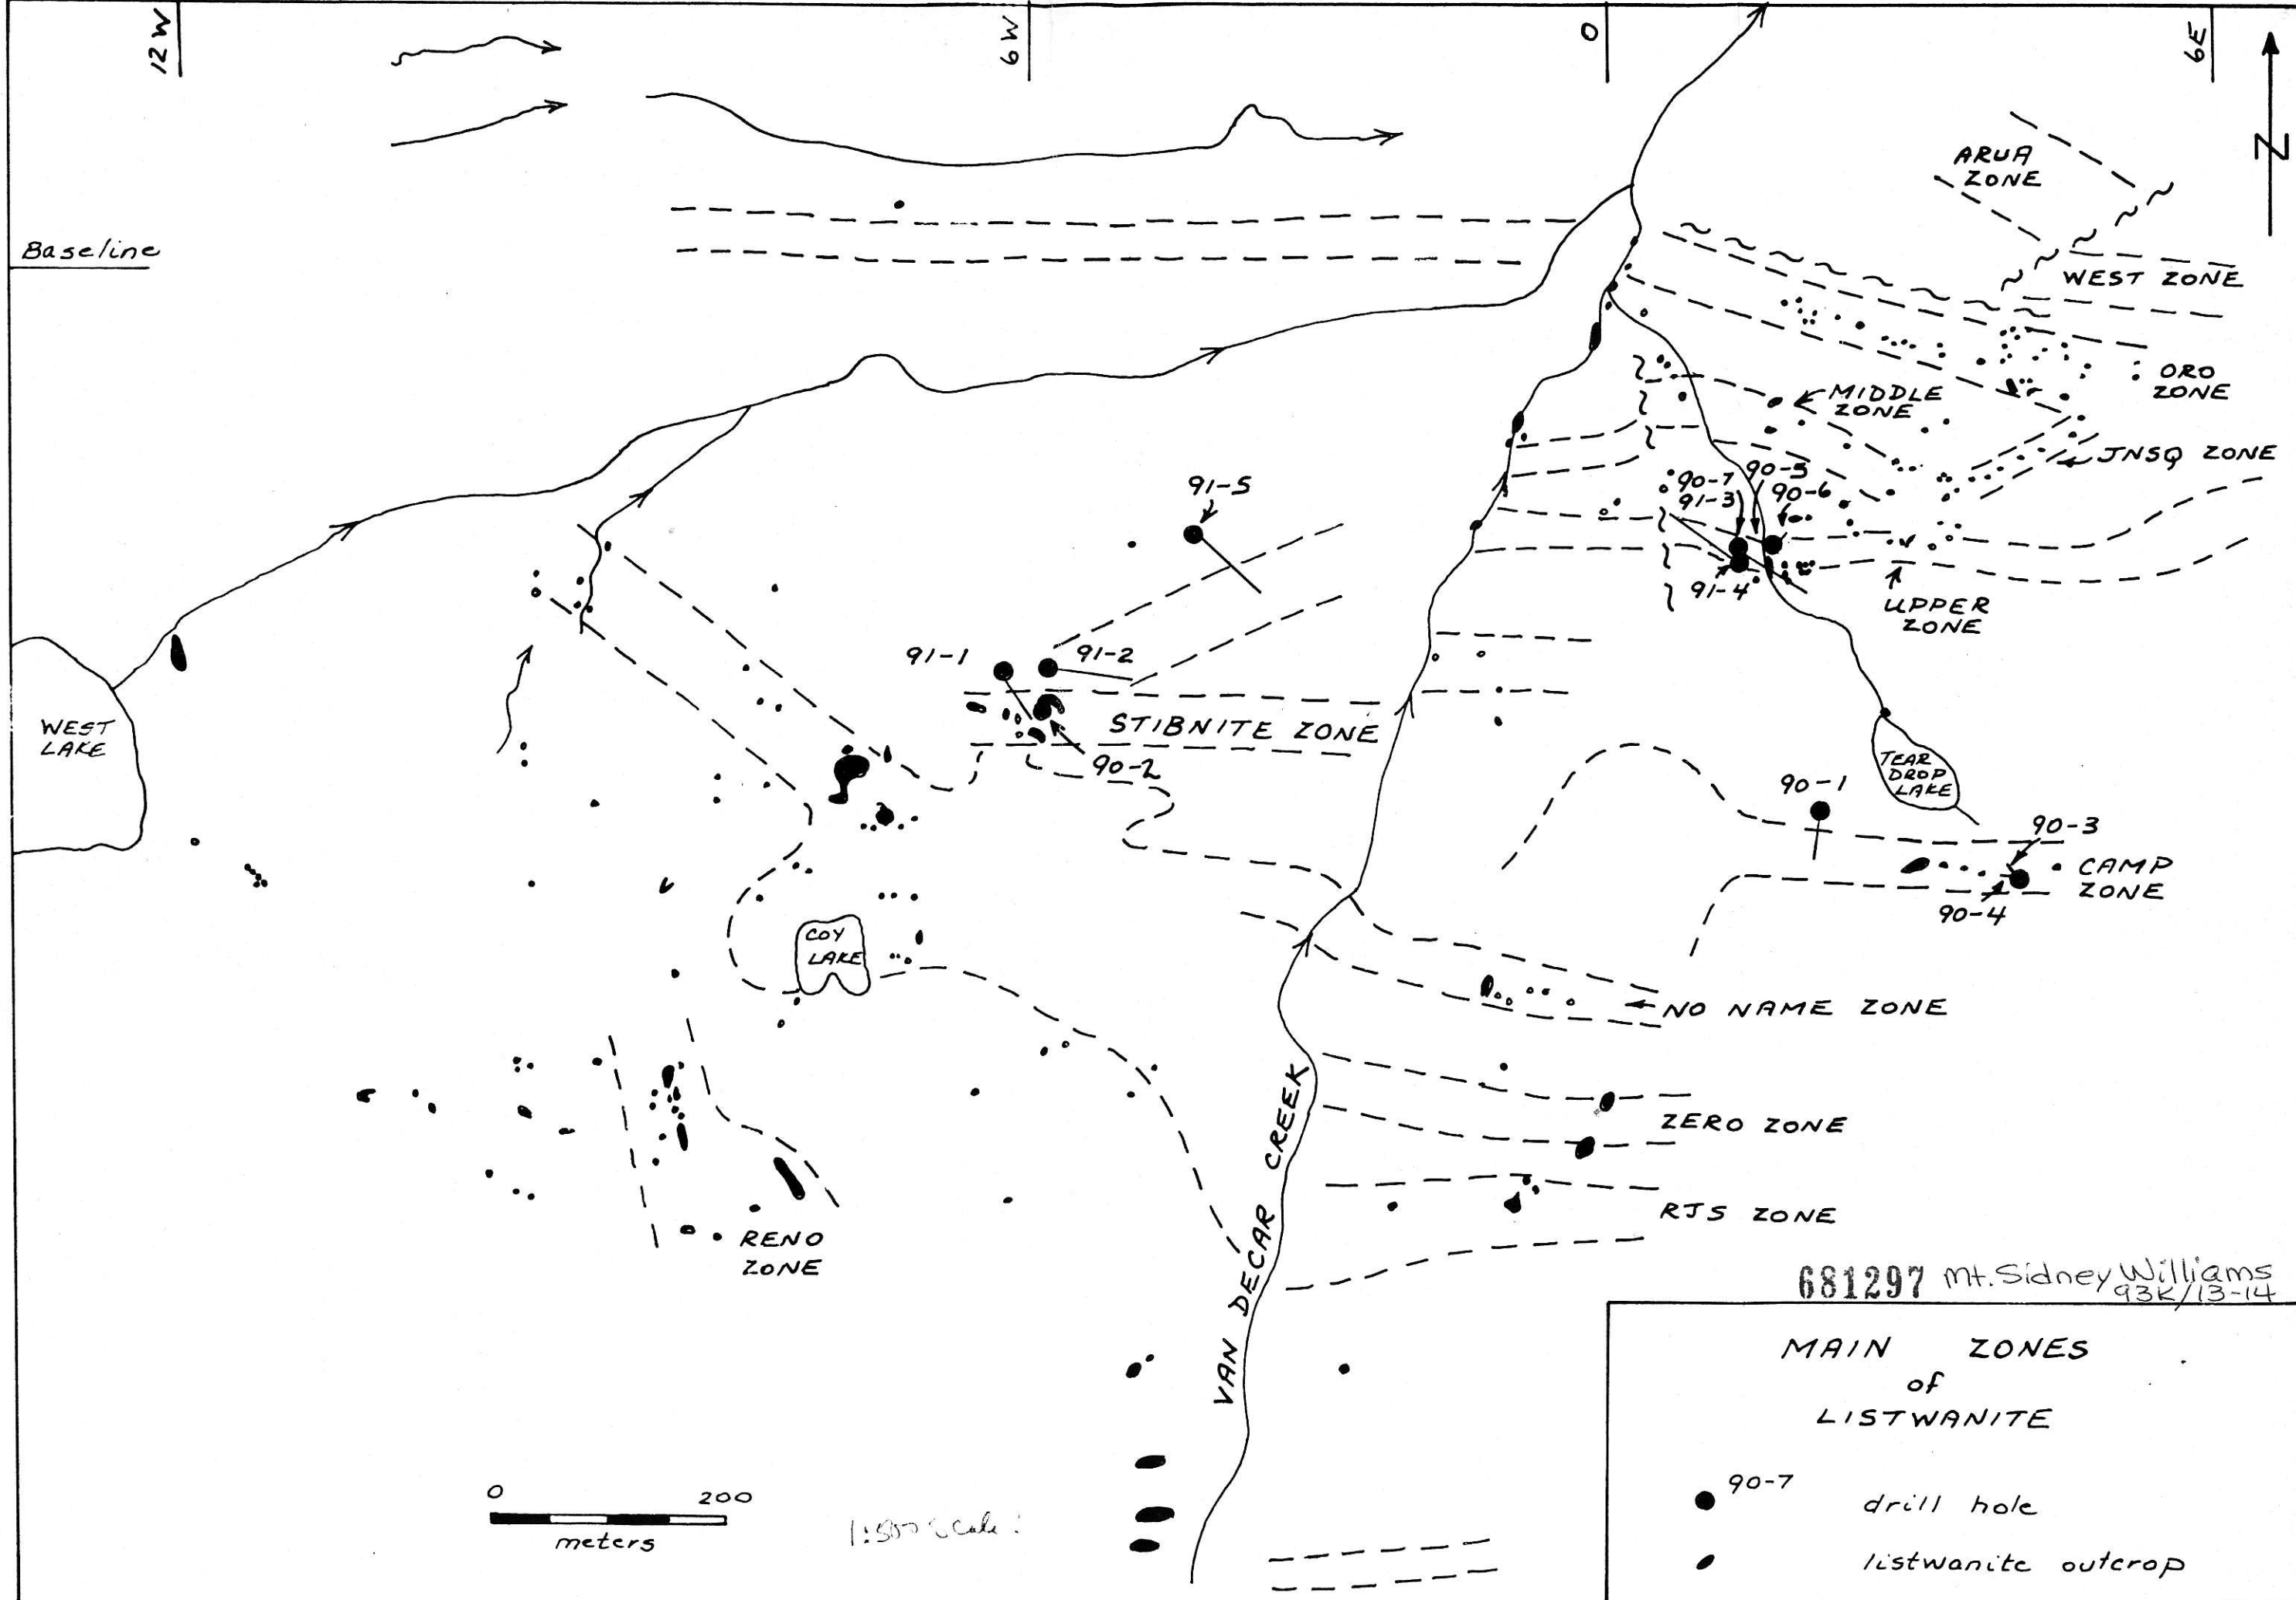 12 W
6 W
0
6E
N
ARUA
ZONE
Baseline
WEST ZONE
ORO
ZONE
MIDDLE
ZONE
JNSQ ZONE
91-5
90-7
90-5
91-3
90-6
91-4
UPPER
ZONE
91-1
91-2
WEST
LAKE
STIBNITE ZONE
90-2
TEAR
DROP
LAKE
90-1
90-3
CAMP
ZONE
90-4
COY
LAKE
NO NAME ZONE
ZERO ZONE
VAN DECAR CREEK
RJS ZONE
RENO
ZONE
681297 Mt. Sidney Williams
93K/13-14
MAIN ZONES
of
LISTWANITE
90-7
drill hole
listwanite outcrop
0 200
meters